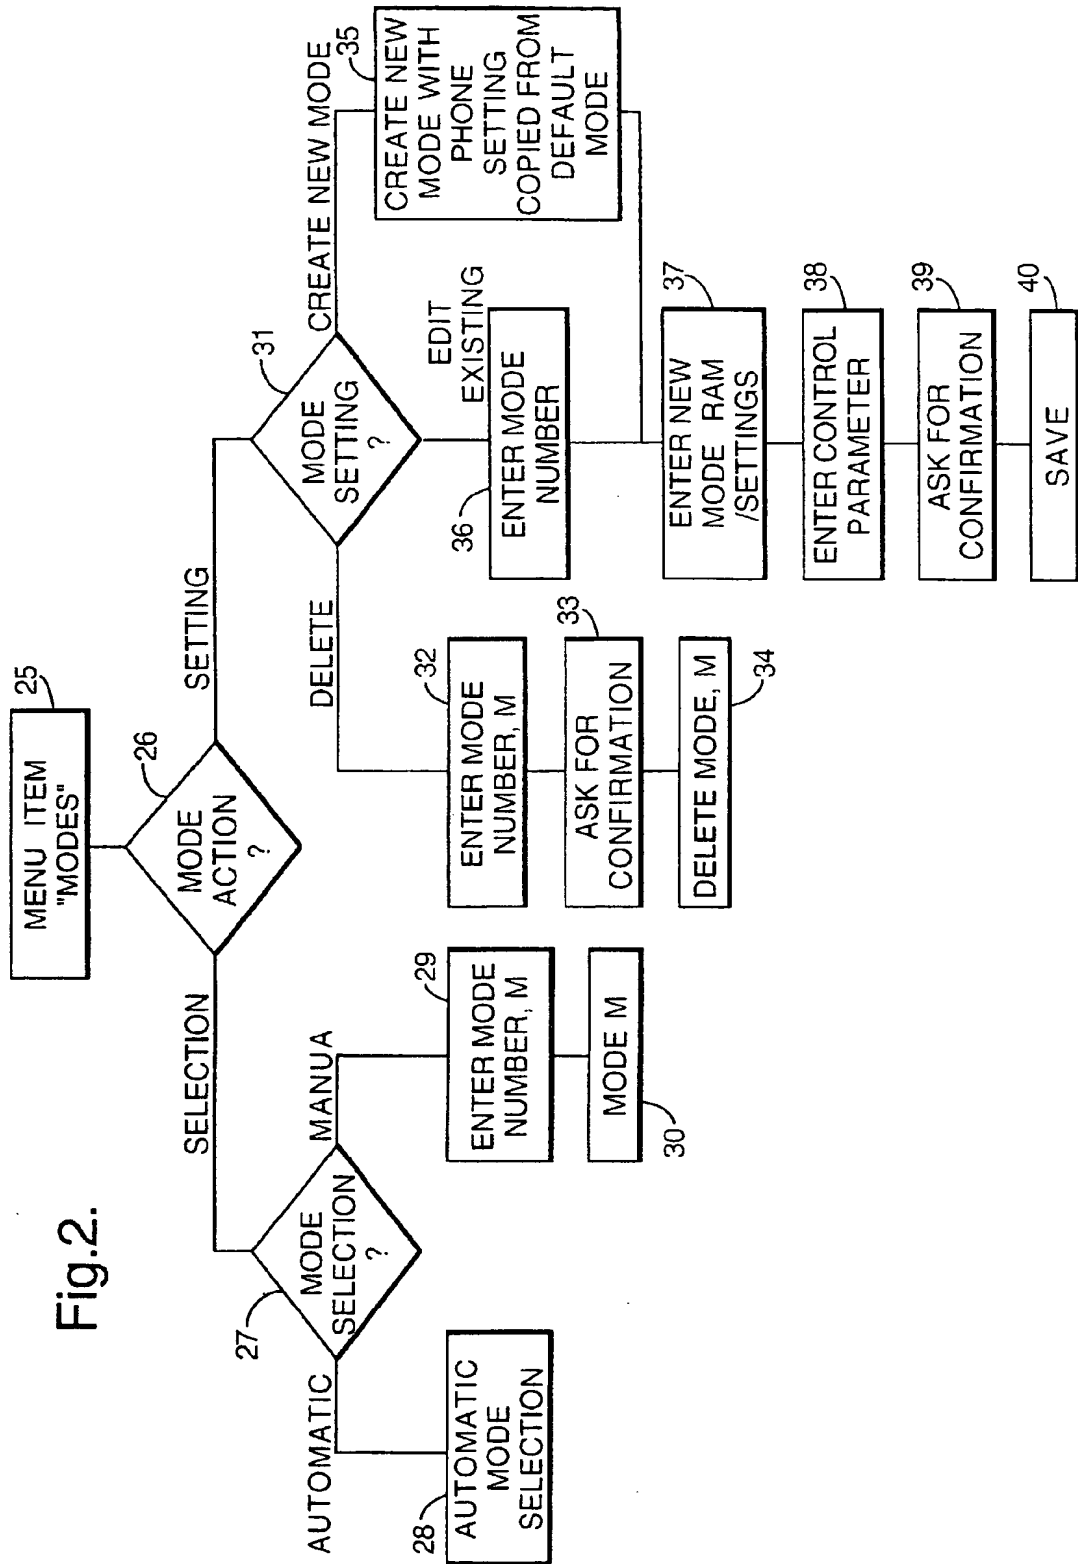 Fig.2.
MENU ITEM
"MODES"
25
MODE
ACTION
?
26
SELECTION
SETTING
MODE
SELECTION
?
27
AUTOMATIC
MANUA
AUTOMATIC
MODE
SELECTION
28
ENTER MODE
NUMBER, M
29
MODE M
30
MODE
SETTING
?
31
DELETE
EDIT
EXISTING
CREATE NEW MODE
ENTER MODE
NUMBER, M
32
ASK FOR
CONFIRMATION
33
DELETE MODE, M
34
CREATE NEW
MODE WITH
PHONE
SETTING
COPIED FROM
DEFAULT
MODE
35
ENTER MODE
NUMBER
36
ENTER NEW
MODE RAM
/SETTINGS
37
ENTER CONTROL
PARAMETER
38
ASK FOR
CONFIRMATION
39
SAVE
40